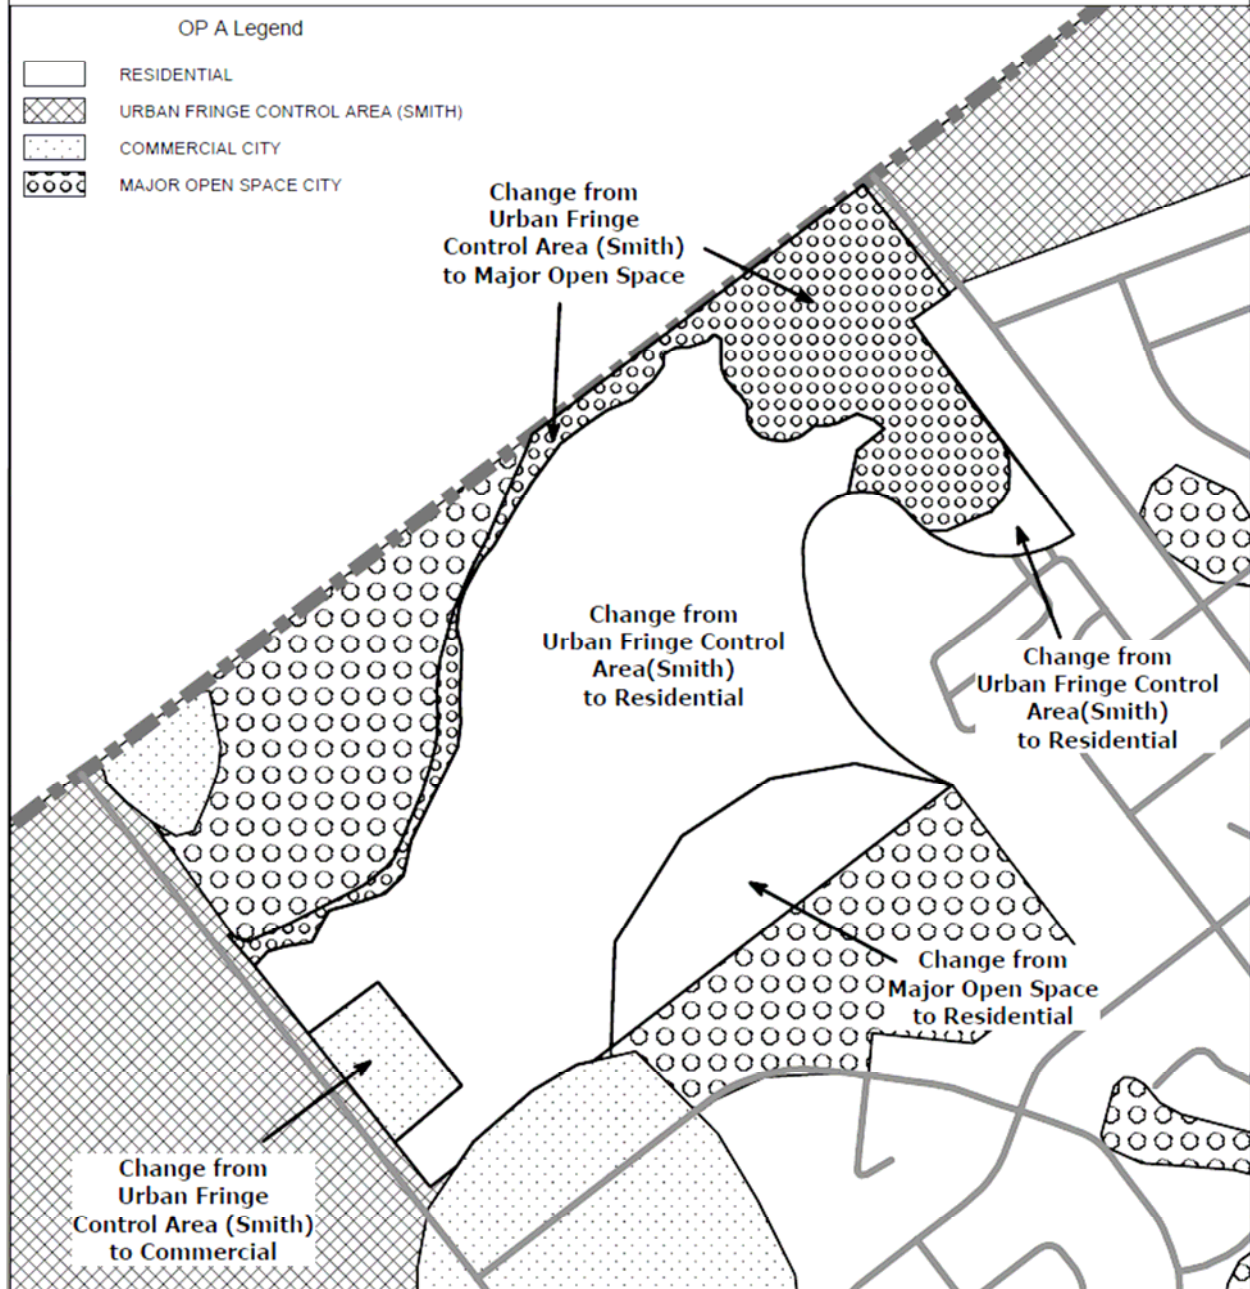 OP A Legend
RESIDENTIAL
URBAN FRINGE CONTROL AREA (SMITH)
COMMERCIAL CITY
MAJOR OPEN SPACE CITY
Change from
Urban Fringe
Control Area (Smith)
to Major Open Space
Change from
Urban Fringe Control
Area(Smith)
to Residential
Change from
Urban Fringe Control
Area(Smith)
to Residential
Change from
Major Open Space
to Residential
Change from
Urban Fringe
Control Area (Smith)
to Commercial